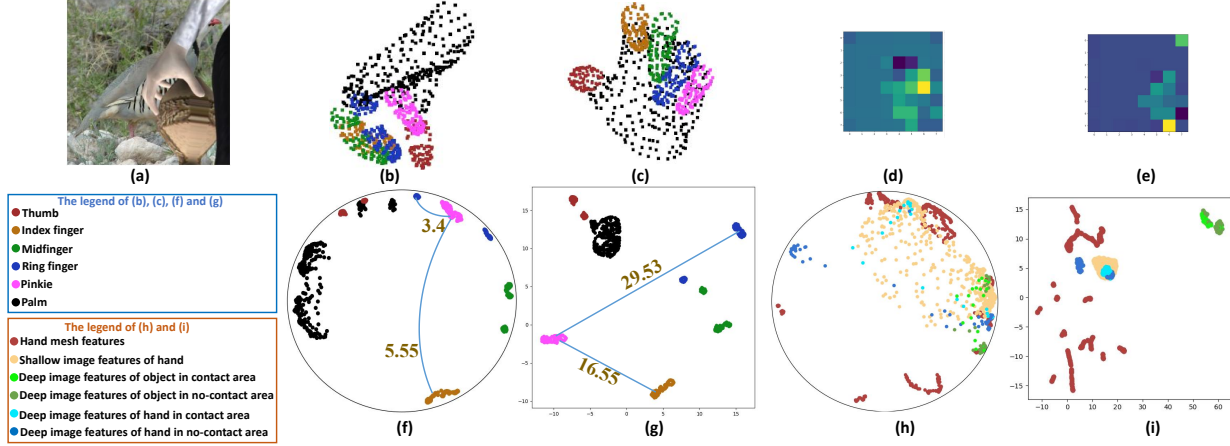 (a)
(b)
(c)
(d)
(e)
The legend of (b), (c), (f) and (g)
Thumb
Index finger
Midfinger
Ring finger
Pinkie
Palm
The legend of (h) and (i)
Hand mesh features
Shallow image features of hand
Deep image features of object in contact area
Deep image features of object in no-contact area
Deep image features of hand in contact area
Deep image features of hand in no-contact area
3.4
5.55
(f)
15
10
5
0
−5
−10
−10
−5
0
5
10
15
29.53
16.55
(g)
(h)
15
10
5
0
−5
−10
−15
−10
0
10
20
30
40
50
60
(i)